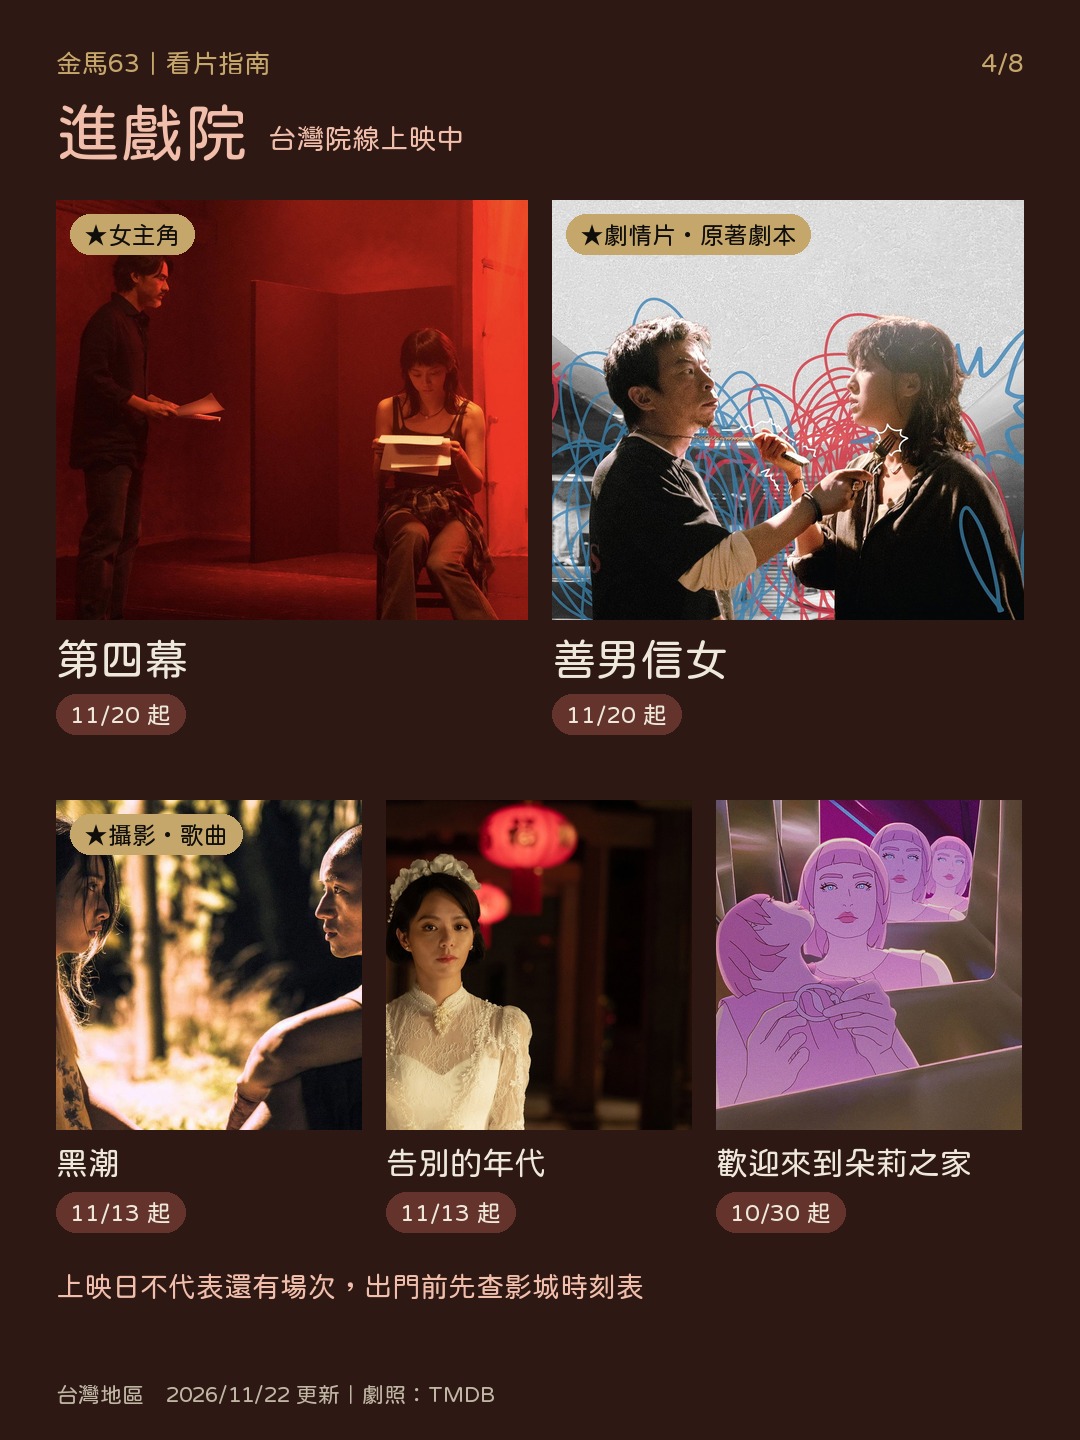 金馬63｜看片指南
4/8
進戲院 台灣院線上映中
★女主角
★劇情片・原著劇本
第四幕
11/20 起
善男信女
11/20 起
★攝影・歌曲
黑潮
11/13 起
告別的年代
11/13 起
歡迎來到朵莉之家
10/30 起
上映日不代表還有場次，出門前先查影城時刻表
台灣地區　2026/11/22 更新｜劇照：TMDB